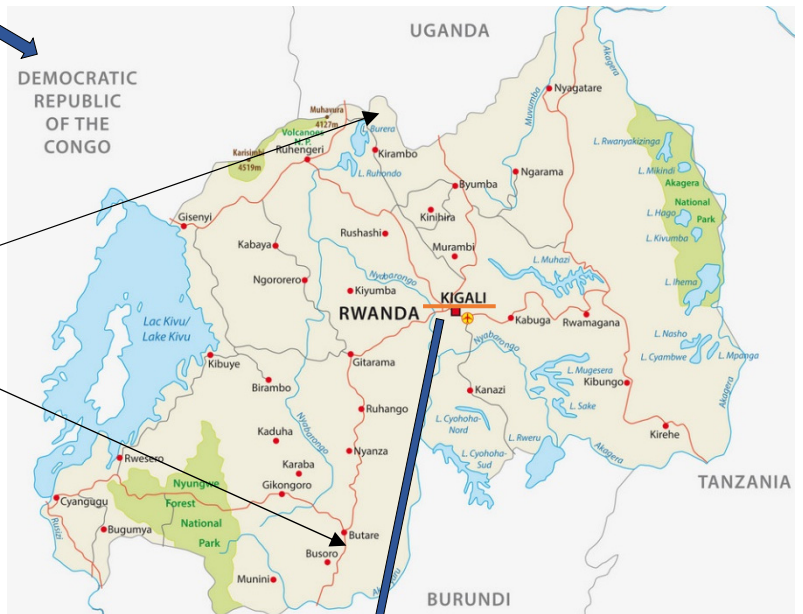 UGANDA
DEMOCRATIC
REPUBLIC
OF THE
CONGO
Akagera
Nyagatare
Muvumba
Muhavura
4127m
Volcanoes
N. P.
Burera
Karisimbi
4519m
Ruhengeri
Kirambo
L. Ruhondo
L. Rwanyakizinga
L. Mikindi
Ngarama
Byumba
Akagera
National
Park
L. Hago
L. Kivumba
Gisenyi
Kinibira
Rushashi
Kabaya
Murambi
L. Muhazi
Nyabarongo
Ngororero
L. Ihema
Kiyumba
KIGALI
RWANDA
Kabuga
Rwamagana
Lac Kivu/
Lake Kivu
Nyabarongo
L. Nasho
L. Cyambwe
L. Mpanga
Kibuye
Gitarama
L. Mugesera
Birambo
Kanazi
Kibungo
Akagera
Ruhango
L. Sake
L. Cyohoha-
Nord
Kaduha
Nyabarongo
Nyanza
L. Rweru
Kirehe
L. Cyohoha-
Sud
Akagera
Rwesero
Karaba
Gikongoro
Nyungwe
Forest
National
Park
TANZANIA
Cyangugu
Rusizi
Bugumya
Butare
Busoro
Munini
BURUNDI